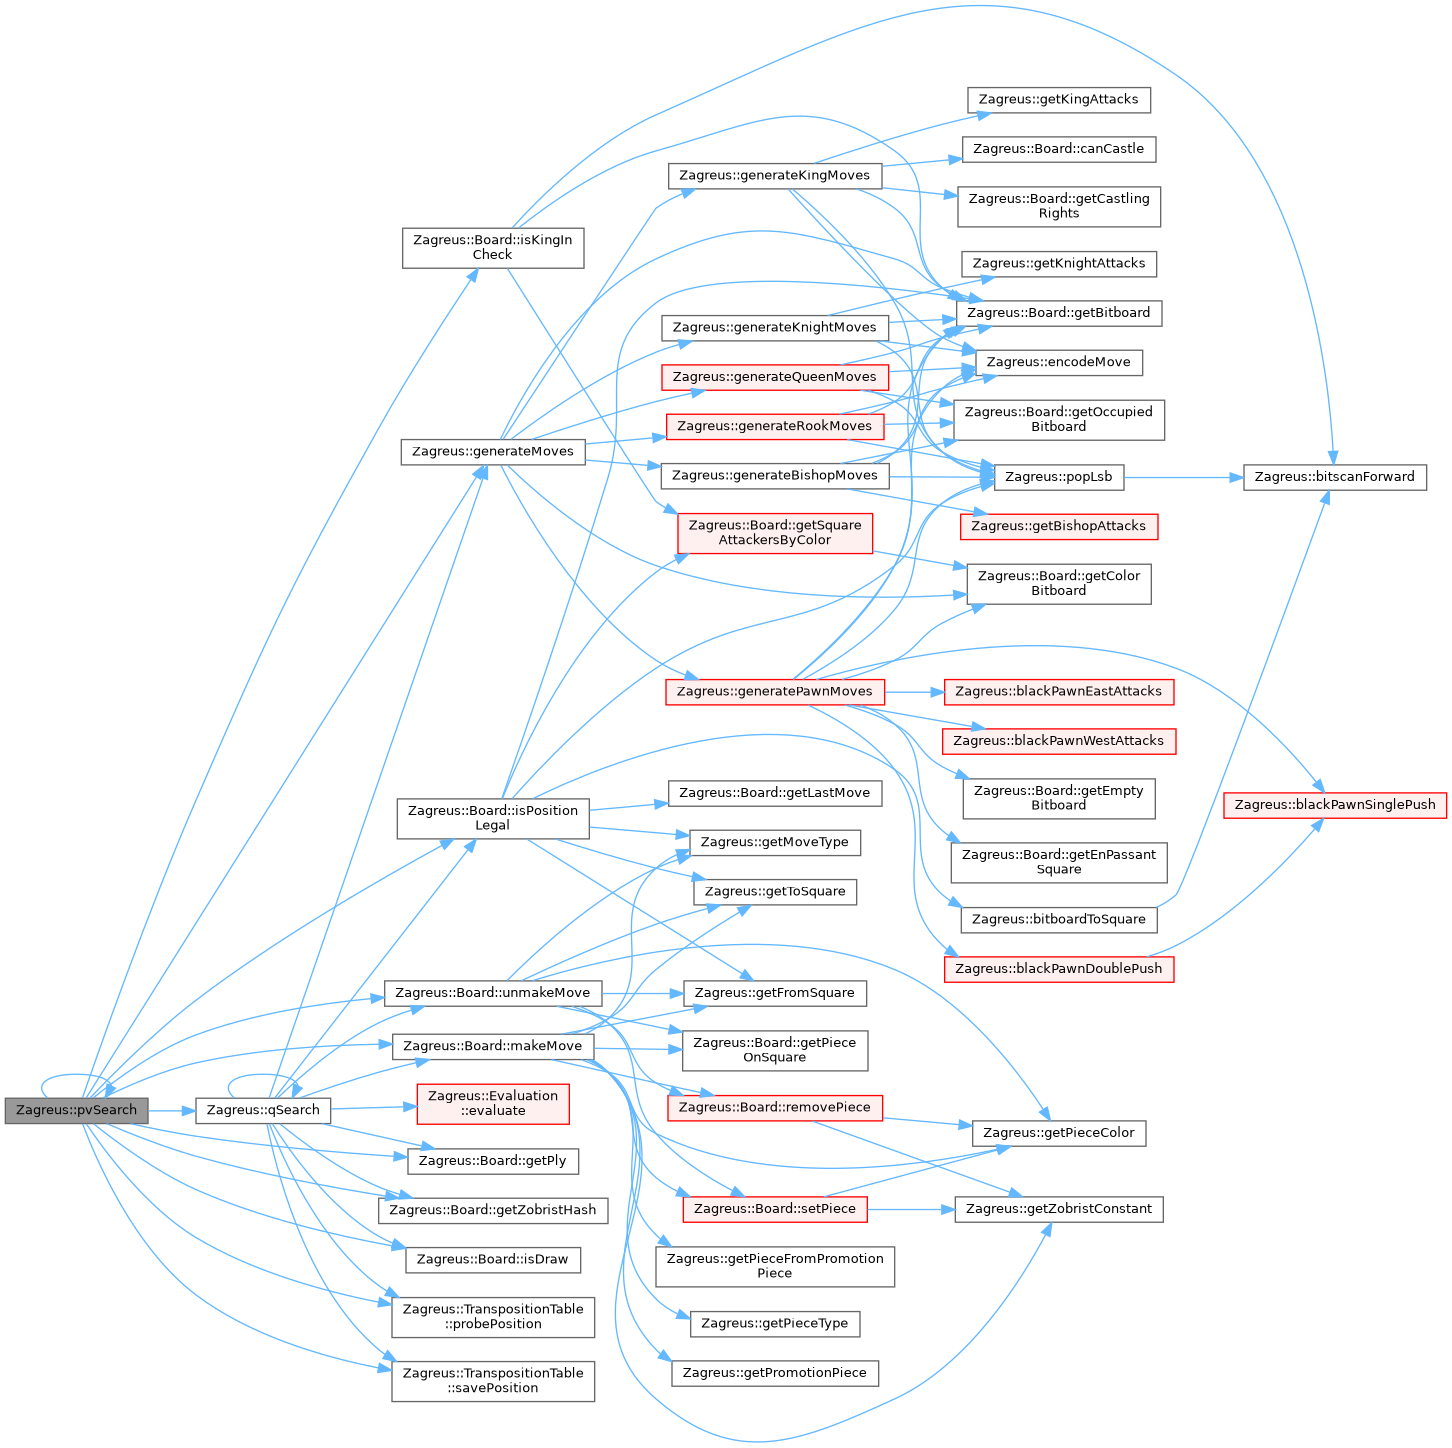 Zagreus::pvSearch
Zagreus::Board::isKingIn
Check
Zagreus::generateMoves
Zagreus::Board::isPosition
Legal
Zagreus::Board::unmakeMove
Zagreus::Board::makeMove
Zagreus::qSearch
Zagreus::Evaluation
::evaluate
Zagreus::Board::getPly
Zagreus::Board::getZobristHash
Zagreus::Board::isDraw
Zagreus::TranspositionTable
::probePosition
Zagreus::TranspositionTable
::savePosition
Zagreus::generateKingMoves
Zagreus::generateKnightMoves
Zagreus::generateQueenMoves
Zagreus::generateRookMoves
Zagreus::generateBishopMoves
Zagreus::Board::getSquare
AttackersByColor
Zagreus::generatePawnMoves
Zagreus::Board::getLastMove
Zagreus::getMoveType
Zagreus::getToSquare
Zagreus::getFromSquare
Zagreus::Board::getPiece
OnSquare
Zagreus::Board::removePiece
Zagreus::Board::setPiece
Zagreus::getPieceFromPromotion
Piece
Zagreus::getPieceType
Zagreus::getPromotionPiece
Zagreus::getKingAttacks
Zagreus::Board::canCastle
Zagreus::Board::getCastling
Rights
Zagreus::getKnightAttacks
Zagreus::Board::getBitboard
Zagreus::encodeMove
Zagreus::Board::getOccupied
Bitboard
Zagreus::popLsb
Zagreus::getBishopAttacks
Zagreus::Board::getColor
Bitboard
Zagreus::blackPawnEastAttacks
Zagreus::blackPawnWestAttacks
Zagreus::Board::getEmpty
Bitboard
Zagreus::Board::getEnPassant
Square
Zagreus::bitboardToSquare
Zagreus::blackPawnDoublePush
Zagreus::getPieceColor
Zagreus::getZobristConstant
Zagreus::bitscanForward
Zagreus::blackPawnSinglePush